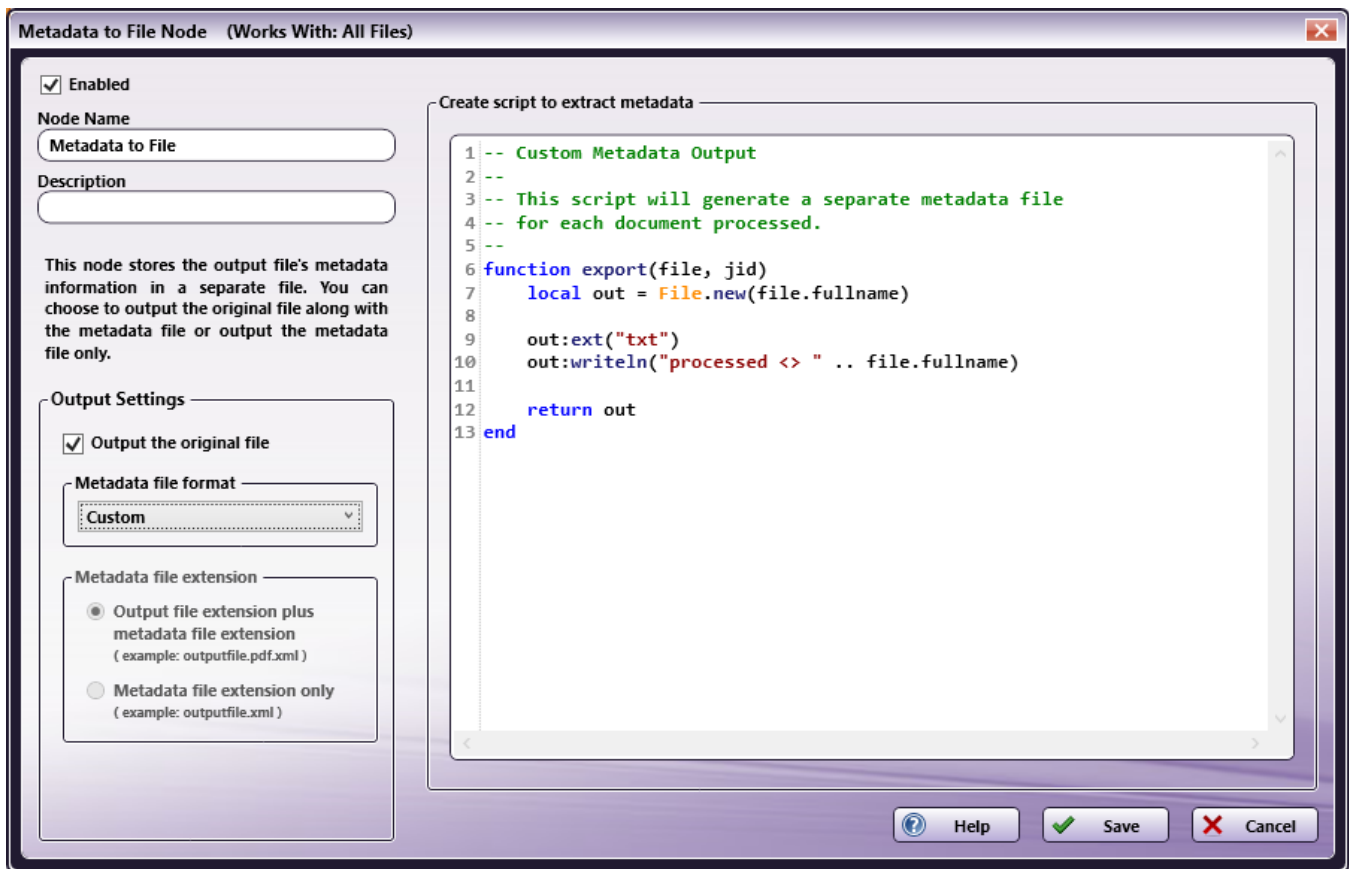 Metadata to File Node (Works With: All Files)
Enabled
Node Name
Metadata to File
Description
This node stores the output file's metadata
information in a separate file. You can
choose to output the original file along with
the metadata file or output the metadata
file only.
Output Settings
Output the original file
Metadata file format
Custom
Metadata file extension
Output file extension plus
metadata file extension
( example: outputfile.pdf.xml )
Metadata file extension only
( example: outputfile.xml )
Create script to extract metadata
1 -- Custom Metadata Output
2 --
3 -- This script will generate a separate metadata file
4 -- for each document processed.
5 --
6 function export(file, jid)
7     local out = File.new(file.fullname)
8
9     out:ext("txt")
10     out:writeln("processed <> " .. file.fullname)
11
12     return out
13 end
Help
Save
Cancel